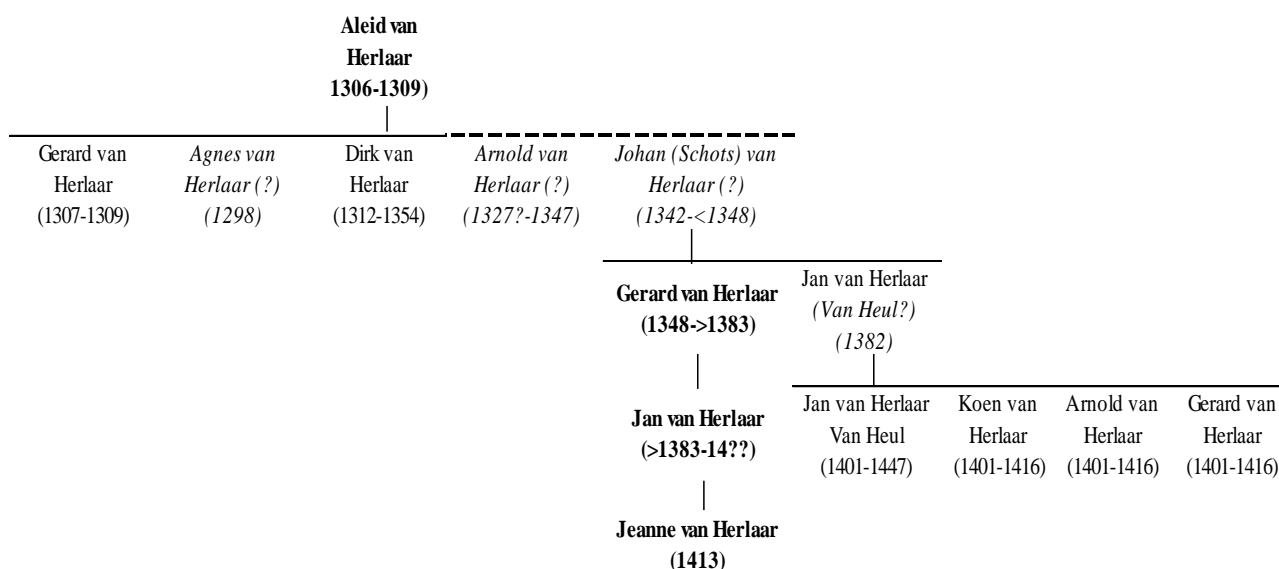 Aleid van
Herlaar
1306-1309)
Gerard van
Herlaar
(1307-1309)
Agnes van
Herlaar (?)
(1298)
Dirk van
Herlaar
(1312-1354)
Arnold van
Herlaar (?)
(1327?-1347)
Johan (Schots) van
Herlaar (?)
(1342-<1348)
Gerard van Herlaar
(1348->1383)
Jan van Herlaar
(Van Heul?)
(1382)
Jan van Herlaar
(>1383-14??)
Jan van Herlaar
Van Heul
(1401-1447)
Koen van
Herlaar
(1401-1416)
Arnold van
Herlaar
(1401-1416)
Gerard van
Herlaar
(1401-1416)
Jeanne van Herlaar
(1413)